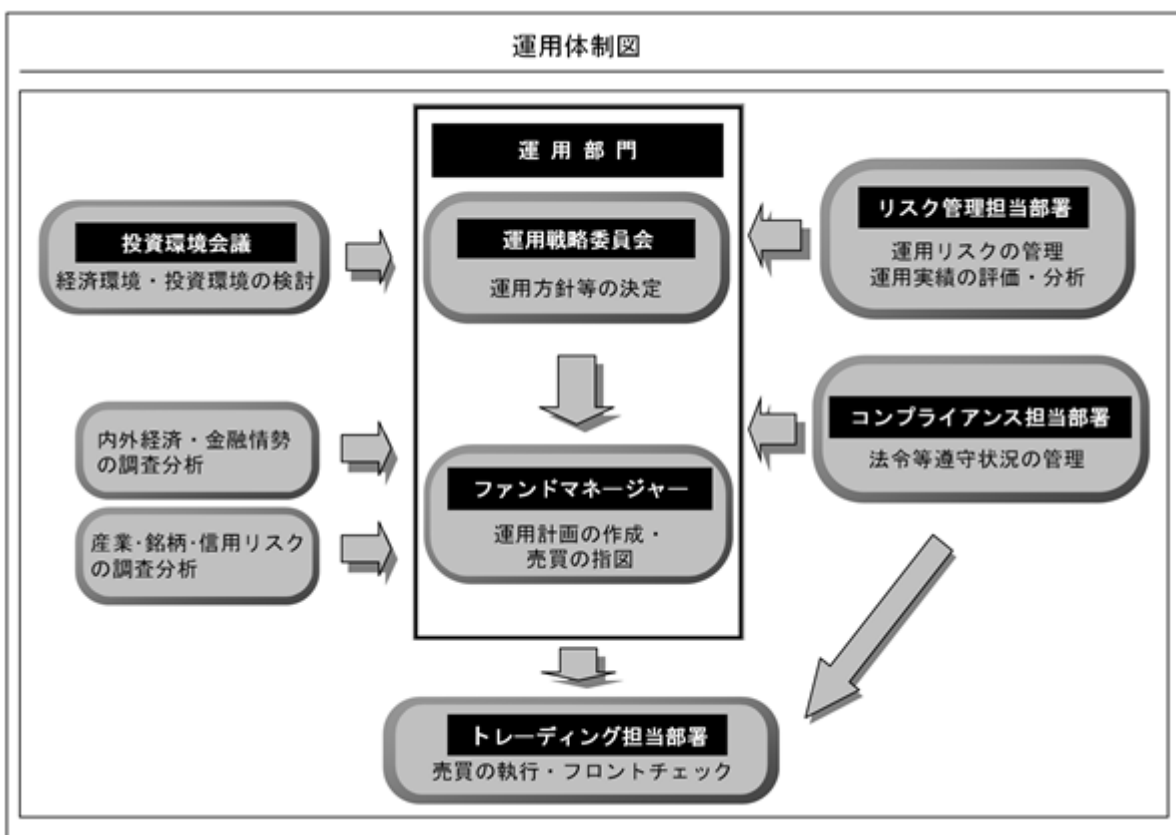 運用体制図
運用部門
投資環境会議
経済環境・投資環境の検討
運用戦略委員会
運用方針等の決定
リスク管理担当部署
運用リスクの管理
運用実績の評価・分析
内外経済・金融情勢
の調査分析
産業・銘柄・信用リスク
の調査分析
ファンドマネージャー
運用計画の作成・
売買の指図
コンプライアンス担当部署
法令等遵守状況の管理
トレーディング担当部署
売買の執行・フロントチェック